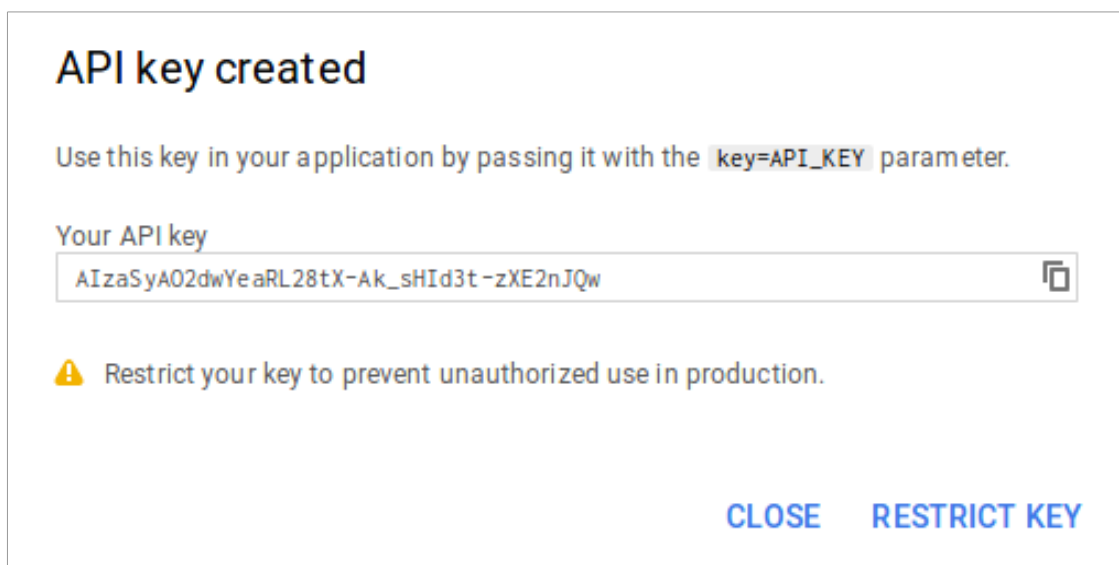 API key created
Use this key in your application by passing it with the key=API_KEY parameter.
Your API key
AIzaSyAO2dwYeaRL28tX-Ak_sHId3t-zXE2nJQw
Restrict your key to prevent unauthorized use in production.
CLOSE RESTRICT KEY